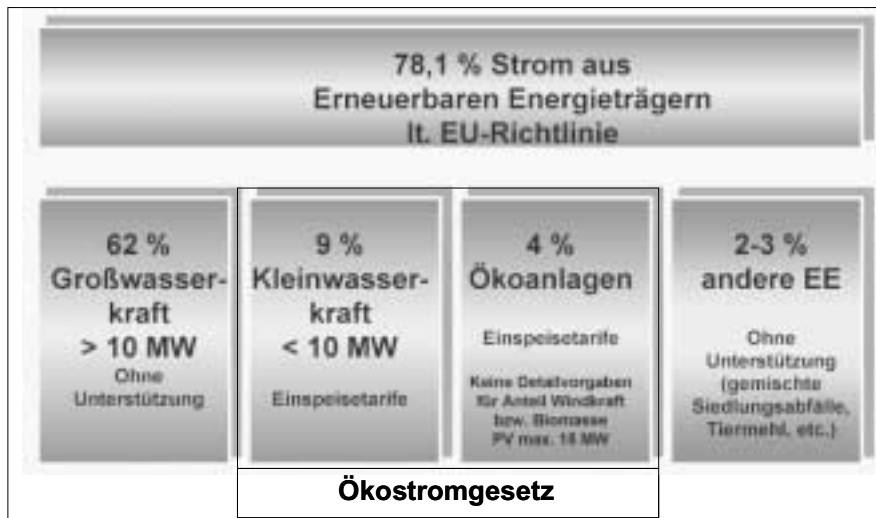 78,1 % Strom aus
Erneuerbaren Energieträgern
lt. EU-Richtlinie
62 %
Großwasser-
kraft
> 10 MW
Ohne
Unterstützung
9 %
Kleinwasser-
kraft
< 10 MW
Einspeisetarife
4 %
Ökoanlagen
Einspeisetarife
Keine Detailvorgaben
für Anteil Windkraft
bzw. Biomasse
PV max. 15 MW
2-3 %
andere EE
Ohne
Unterstützung
(gemischte
Siedlungsabfälle,
Tiermehl, etc.)
Ökostromgesetz